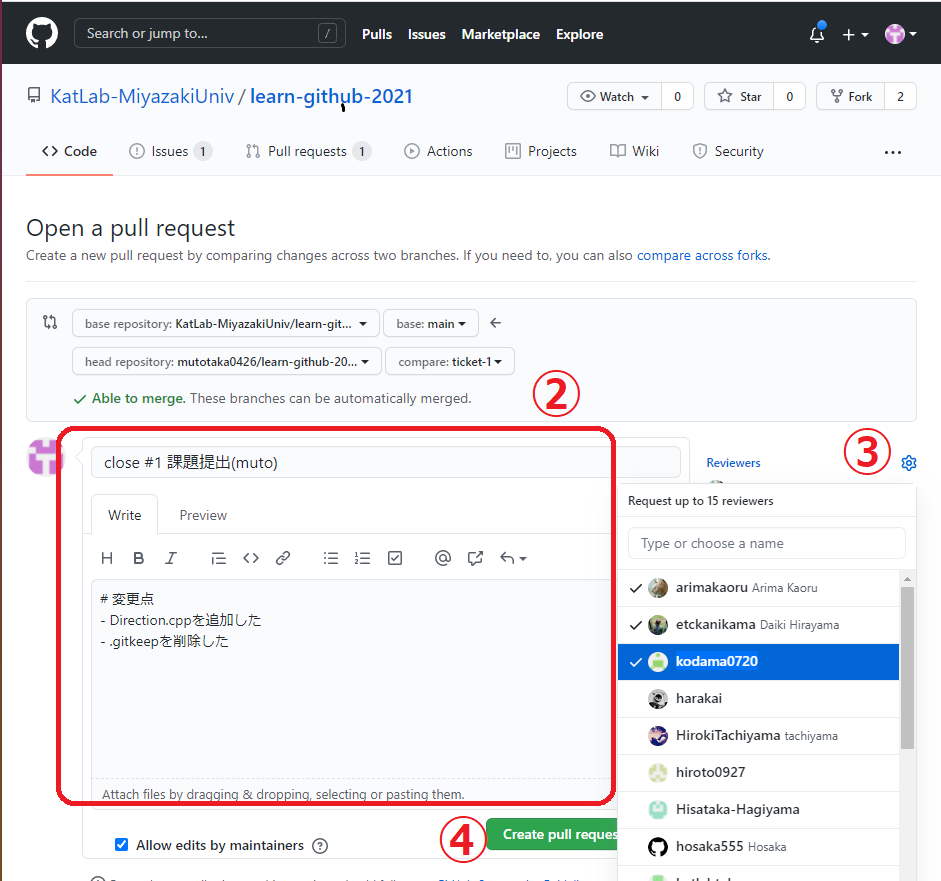 Search or jump to... /
Pulls Issues Marketplace Explore
KatLab-MiyazakiUniv / learn-github-2021
Watch 0 Star 0 Fork 2
Code Issues 1 Pull requests 1 Actions Projects Wiki Security ...
Open a pull request
Create a new pull request by comparing changes across two branches. If you need to, you can also compare across forks.
base repository: KatLab-MiyazakiUniv/learn-git... base: main
head repository: mutotaka0426/learn-github-20... compare: ticket-1
Able to merge. These branches can be automatically merged.
②
close #1 課題提出(muto)
Reviewers
③
Write Preview
H B I
# 変更点
- Direction.cppを追加した
- .gitkeepを削除した
Attach files by dragging & dropping, selecting or pasting them.
Allow edits by maintainers
④
Create pull reques
Request up to 15 reviewers
Type or choose a name
arimakaoru Arima Kaoru
etckanikama Daiki Hirayama
kodama0720
harakai
HirokiTachiyama tachiyama
hiroto0927
Hisataka-Hagiyama
hosaka555 Hosaka